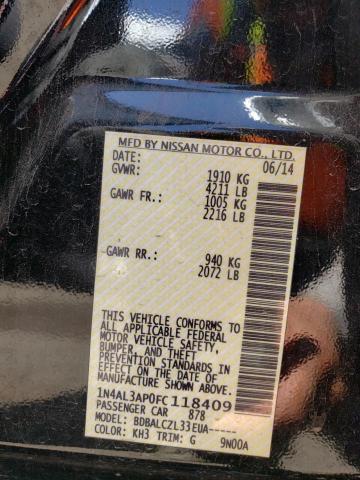 MFD BY NISSAN MOTOR CO., LTD.
DATE: 06/14
GVWR: 1910 KG
4211 LB
GAWR FR.: 1005 KG
2216 LB
GAWR RR.: 940 KG
2072 LB
THIS VEHICLE CONFORMS TO
ALL APPLICABLE FEDERAL
MOTOR VEHICLE SAFETY,
BUMPER, AND THEFT
PREVENTION STANDARDS IN
EFFECT ON THE DATE OF
MANUFACTURE SHOWN ABOVE.
1N4AL3AP0FC118409
PASSENGER CAR 878
MODEL: BDBALCZL33EUA-----
COLOR: KH3 TRIM: G 9N00A